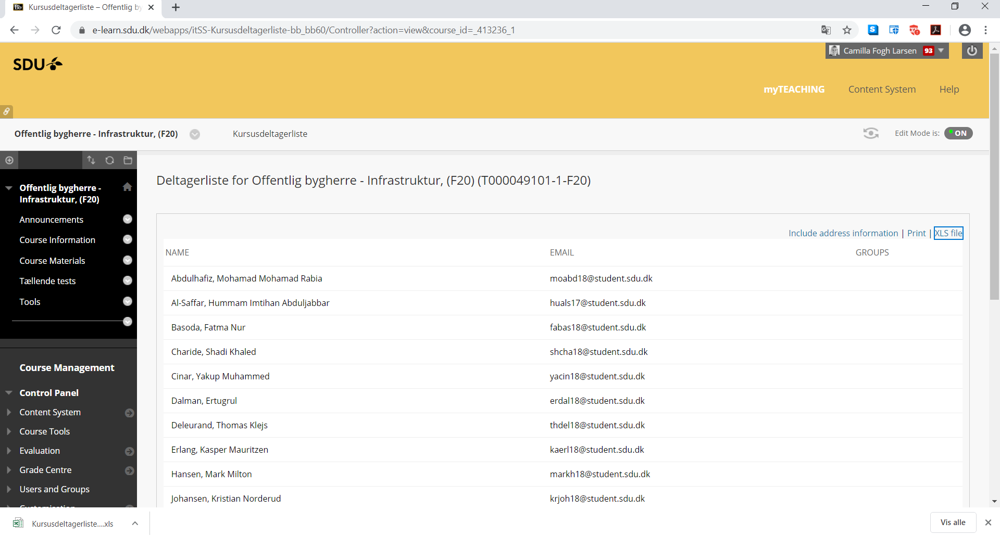 Kursusdeltagerliste – Offentlig by
e-learn.sdu.dk/webapps/itSS-Kursusdeltagerliste-bb_bb60/Controller?action=view&course_id=_413236_1
Camilla Fogh Larsen 93
SDU
myTEACHING Content System Help
Offentlig bygherre - Infrastruktur, (F20) Kursusdeltagerliste Edit Mode is: ON
Offentlig bygherre -
Infrastruktur, (F20)
Announcements
Course Information
Course Materials
Tællende tests
Tools
Course Management
Control Panel
Content System
Course Tools
Evaluation
Grade Centre
Users and Groups
Customisation
Deltagerliste for Offentlig bygherre - Infrastruktur, (F20) (T000049101-1-F20)
Include address information | Print | XLS file
NAME EMAIL GROUPS
Abdulhafiz, Mohamad Mohamad Rabia moabd18@student.sdu.dk
Al-Saffar, Hummam Imtihan Abduljabbar huals17@student.sdu.dk
Basoda, Fatma Nur fabas18@student.sdu.dk
Charide, Shadi Khaled shcha18@student.sdu.dk
Cinar, Yakup Muhammed yacin18@student.sdu.dk
Dalman, Ertugrul erdal18@student.sdu.dk
Deleurand, Thomas Klejs thdel18@student.sdu.dk
Erlang, Kasper Mauritzen kaerl18@student.sdu.dk
Hansen, Mark Milton markh18@student.sdu.dk
Johansen, Kristian Norderud krjoh18@student.sdu.dk
Kursusdeltagerliste....xls
Vis alle